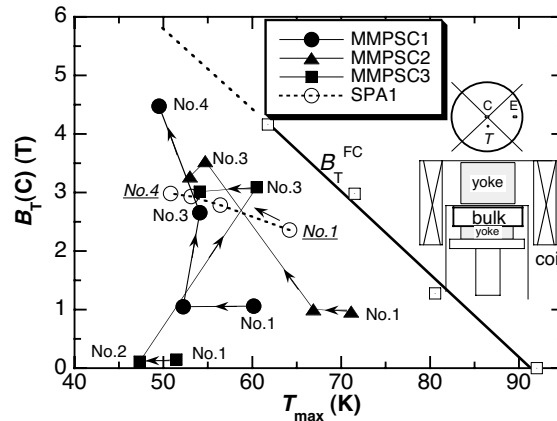 6
5
4
3
2
1
0
40
50
60
70
80
90
B_T(C) (T)
T_max (K)
MMPSC1
MMPSC2
MMPSC3
SPA1
B_T^FC
No.4
No.3
No.3
No.3
No.4
No.1
No.1
No.1
No.2
No.1
C
E
T
yoke
bulk
yoke
coi